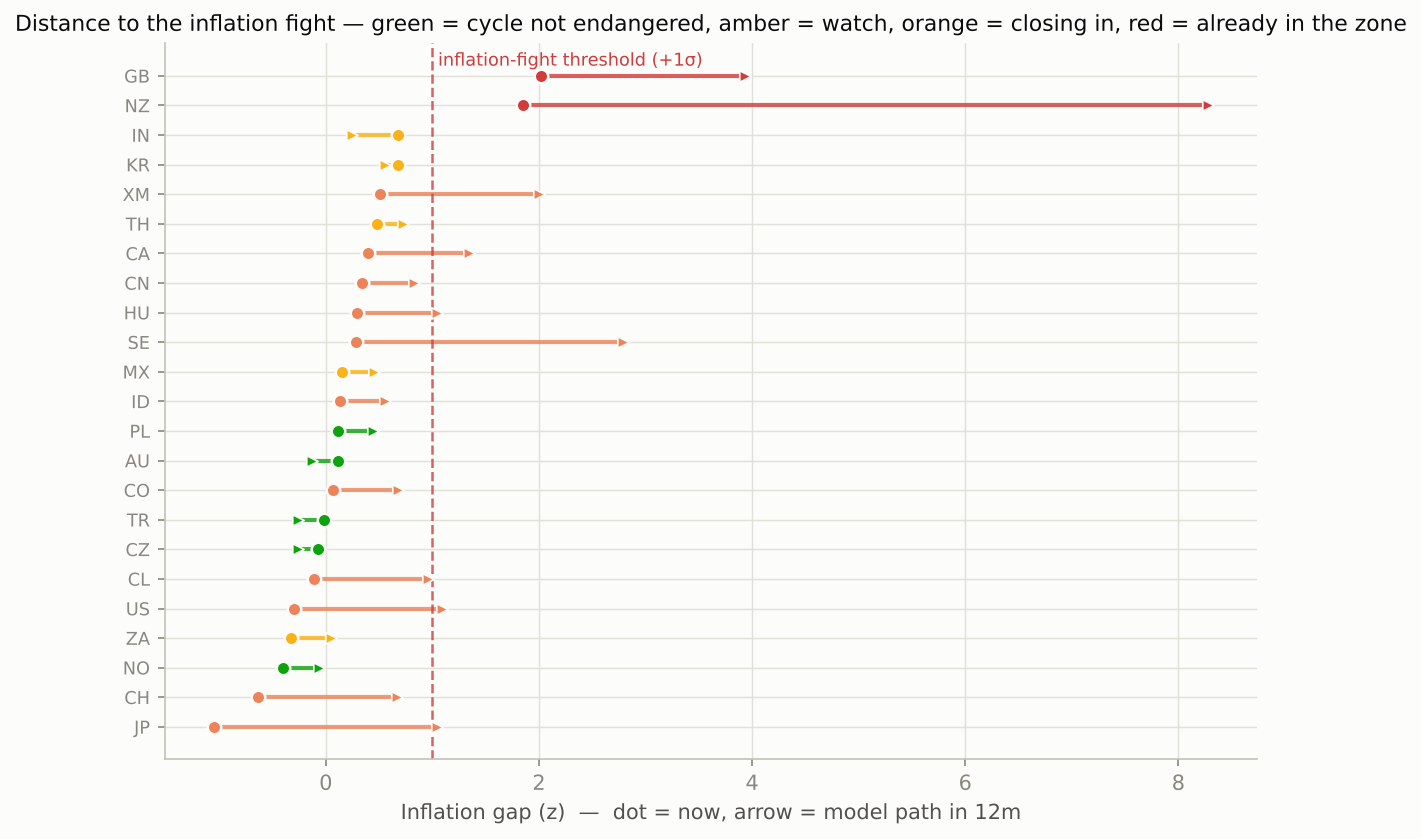 Distance to the inflation fight — green = cycle not endangered, amber = watch, orange = closing in, red = already in the zone
inflation-fight threshold (+1σ)
GB
NZ
IN
KR
XM
TH
CA
CN
HU
SE
MX
ID
PL
AU
CO
TR
CZ
CL
US
ZA
NO
CH
JP
0 2 4 6 8
Inflation gap (z) — dot = now, arrow = model path in 12m